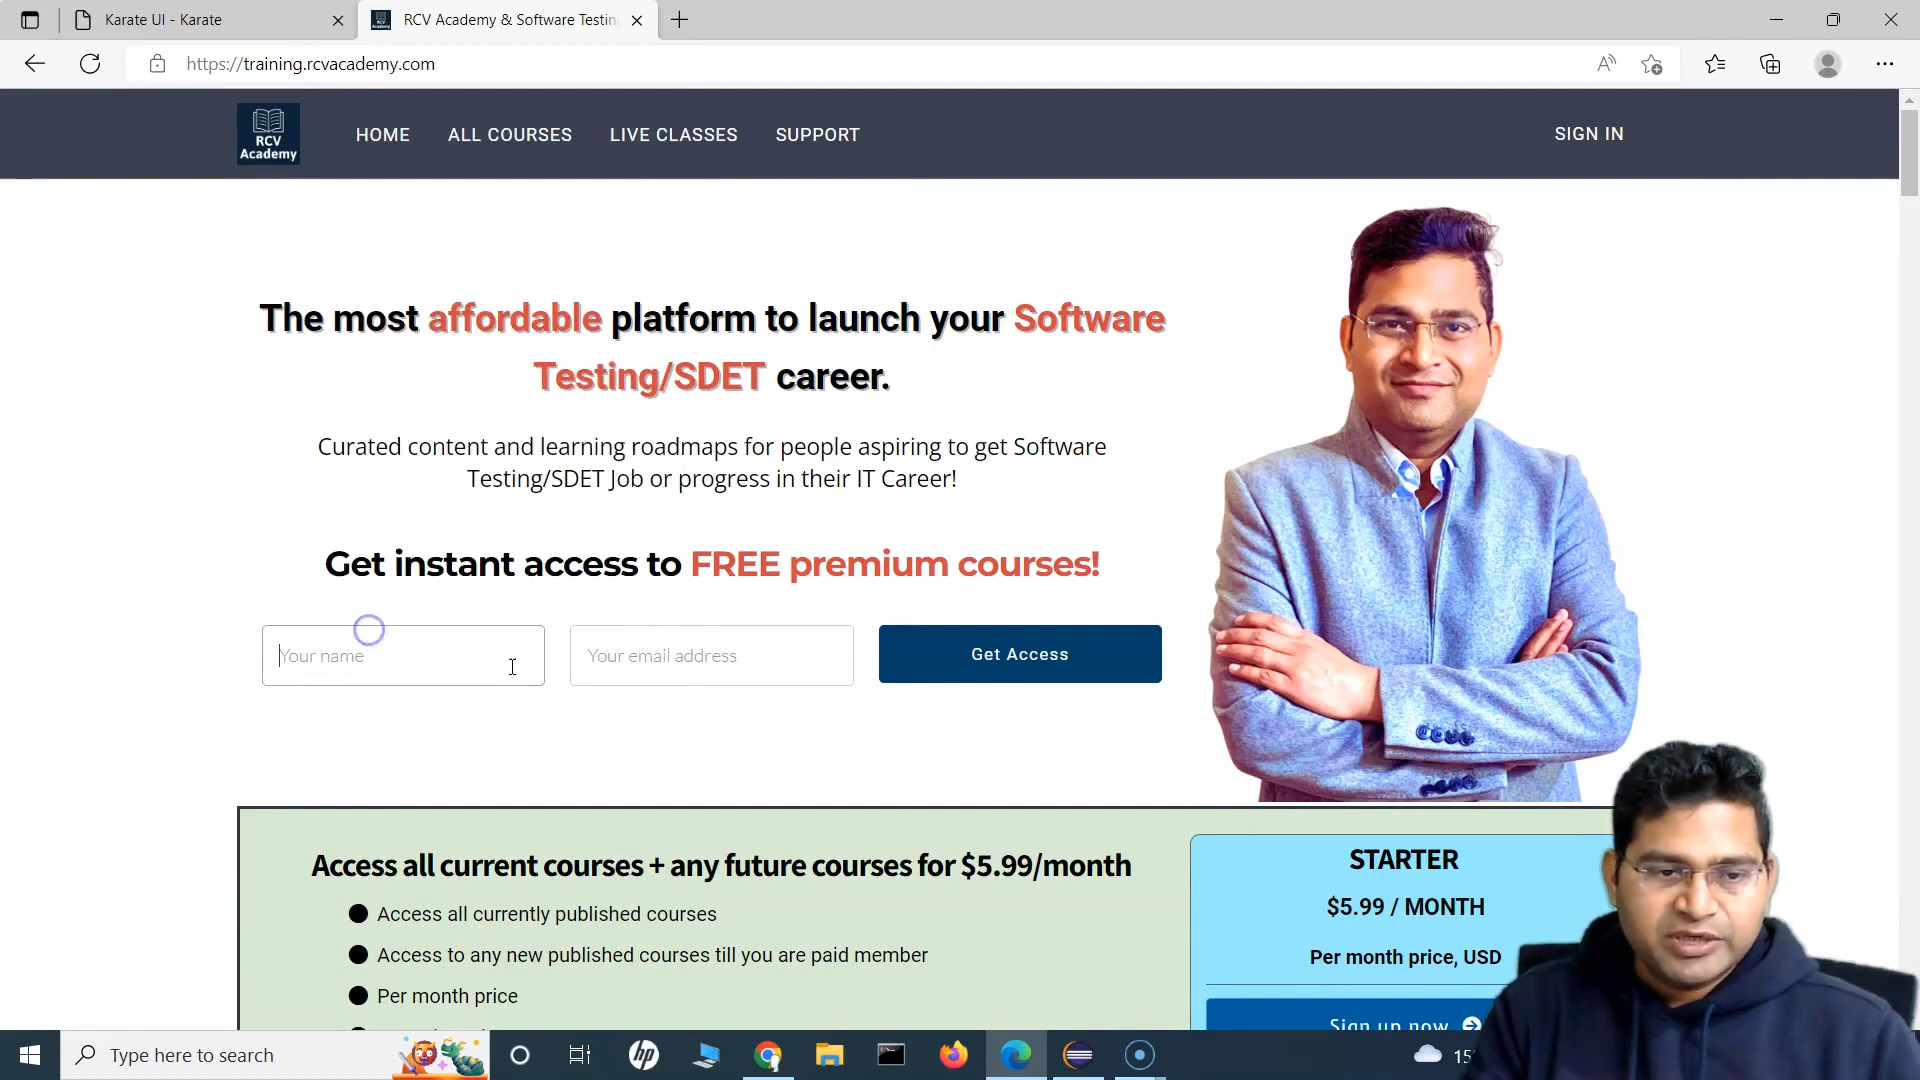 Karate UI - Karate
RCV Academy & Software Testin
https://training.rcvacademy.com
RCV
Academy
HOME
ALL COURSES
LIVE CLASSES
SUPPORT
SIGN IN
The most affordable platform to launch your Software
Testing/SDET career.
Curated content and learning roadmaps for people aspiring to get Software
Testing/SDET Job or progress in their IT Career!
Get instant access to FREE premium courses!
Your name
Your email address
Get Access
Access all current courses + any future courses for $5.99/month
Access all currently published courses
Access to any new published courses till you are paid member
Per month price
STARTER
$5.99 / MONTH
Per month price, USD
Sign up now
Type here to search
hp
15